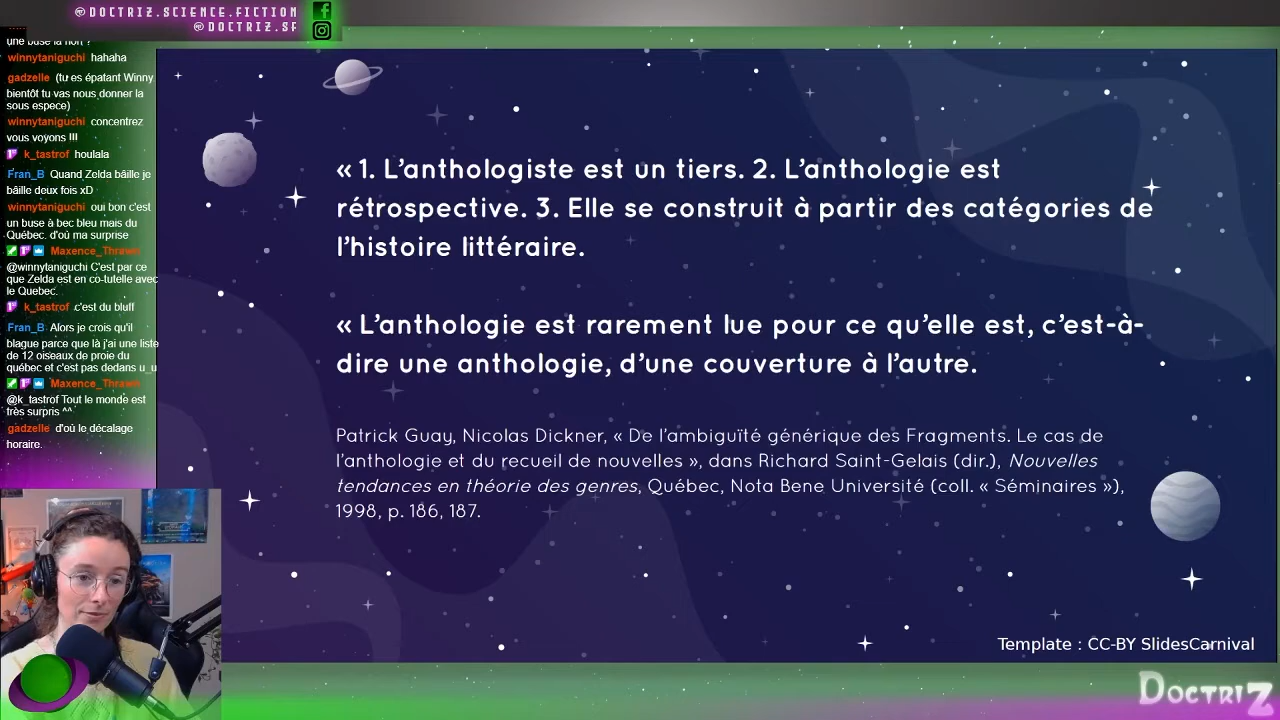 @DOCTRIZ.SCIENCE.FICTION
@DOCTRIZ.SF
winnytaniguchi hahaha
gadzelle (tu es épatant Winny
bientôt tu vas nous donner la
sous espece)
winnytaniguchi concentrez
vous voyons !!!
k_tastrof houlala
Fran_B Quand Zelda bâille je
bâille deux fois xD
winnytaniguchi oui bon c'est
un buse à bec bleu mais du
Québec. d'où ma surprise
Maxence_Thrawn
@winnytaniguchi C'est par ce
que Zelda est en co-tutelle avec
le Quebec.
k_tastrof c'est du bluff
Fran_B Alors je crois qu'il
blague parce que là j'ai une liste
de 12 oiseaux de proie du
québec et c'est pas dedans u_u
Maxence_Thrawn
@k_tastrof Tout le monde est
très surpris ^^
gadzelle d'où le décalage
horaire.
« 1. L'anthologiste est un tiers. 2. L'anthologie est
rétrospective. 3. Elle se construit à partir des catégories de
l'histoire littéraire.
« L'anthologie est rarement lue pour ce qu'elle est, c'est-à-
dire une anthologie, d'une couverture à l'autre.
Patrick Guay, Nicolas Dickner, « De l'ambiguïté générique des Fragments. Le cas de
l'anthologie et du recueil de nouvelles », dans Richard Saint-Gelais (dir.), Nouvelles
tendances en théorie des genres, Québec, Nota Bene Université (coll. « Séminaires »),
1998, p. 186, 187.
Template : CC-BY SlidesCarnival
DOCTRIZ